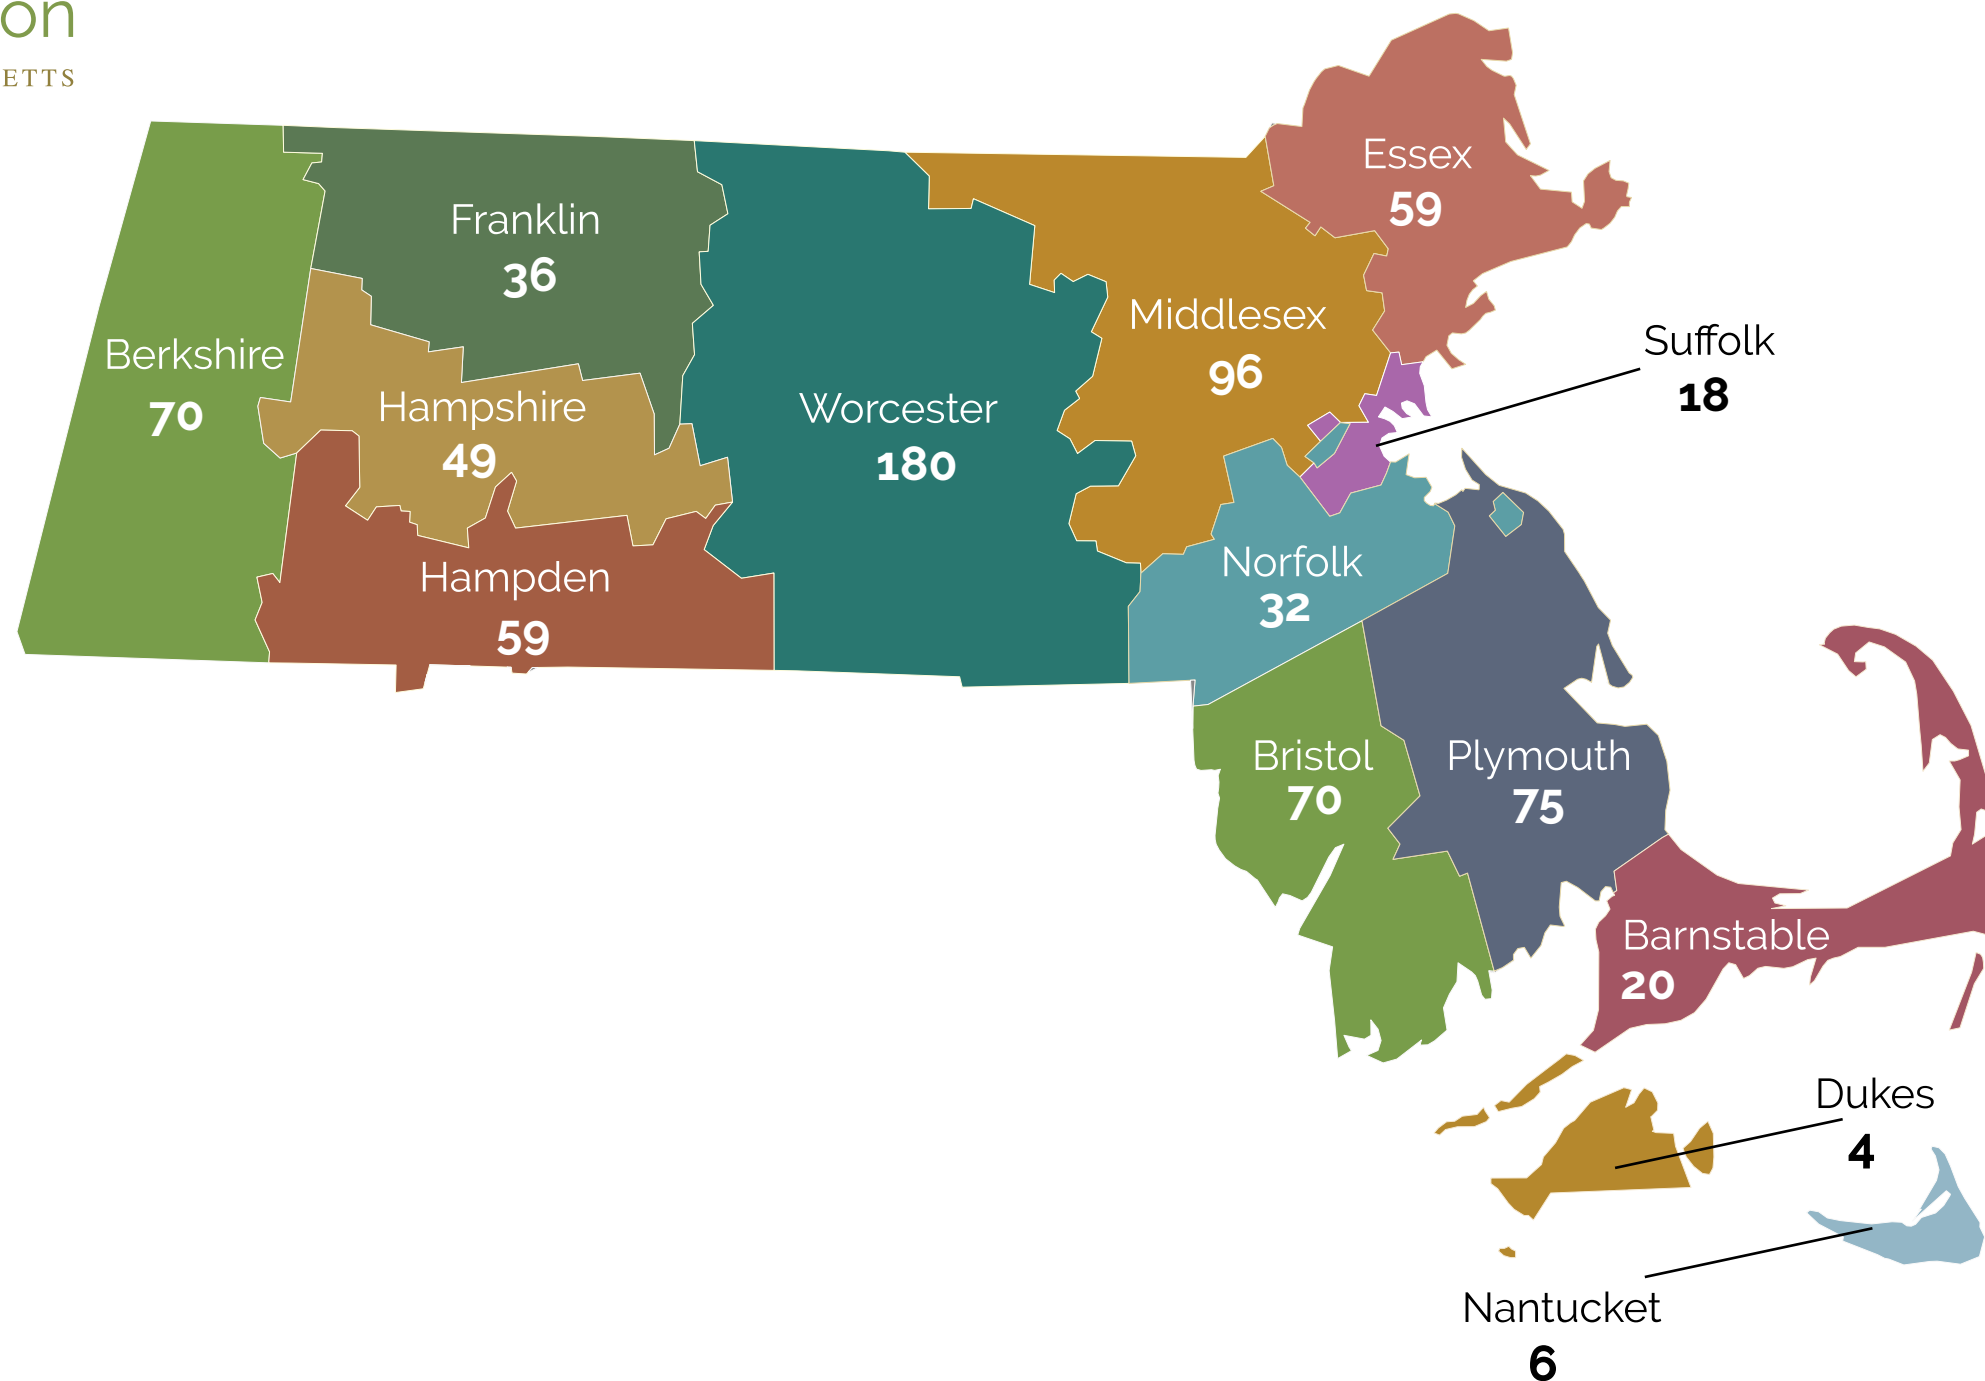 on
ETTS
Essex
59
Franklin
36
Middlesex
96
Suffolk
18
Berkshire
70
Hampshire
49
Worcester
180
Norfolk
32
Hampden
59
Bristol
70
Plymouth
75
Barnstable
20
Dukes
4
Nantucket
6